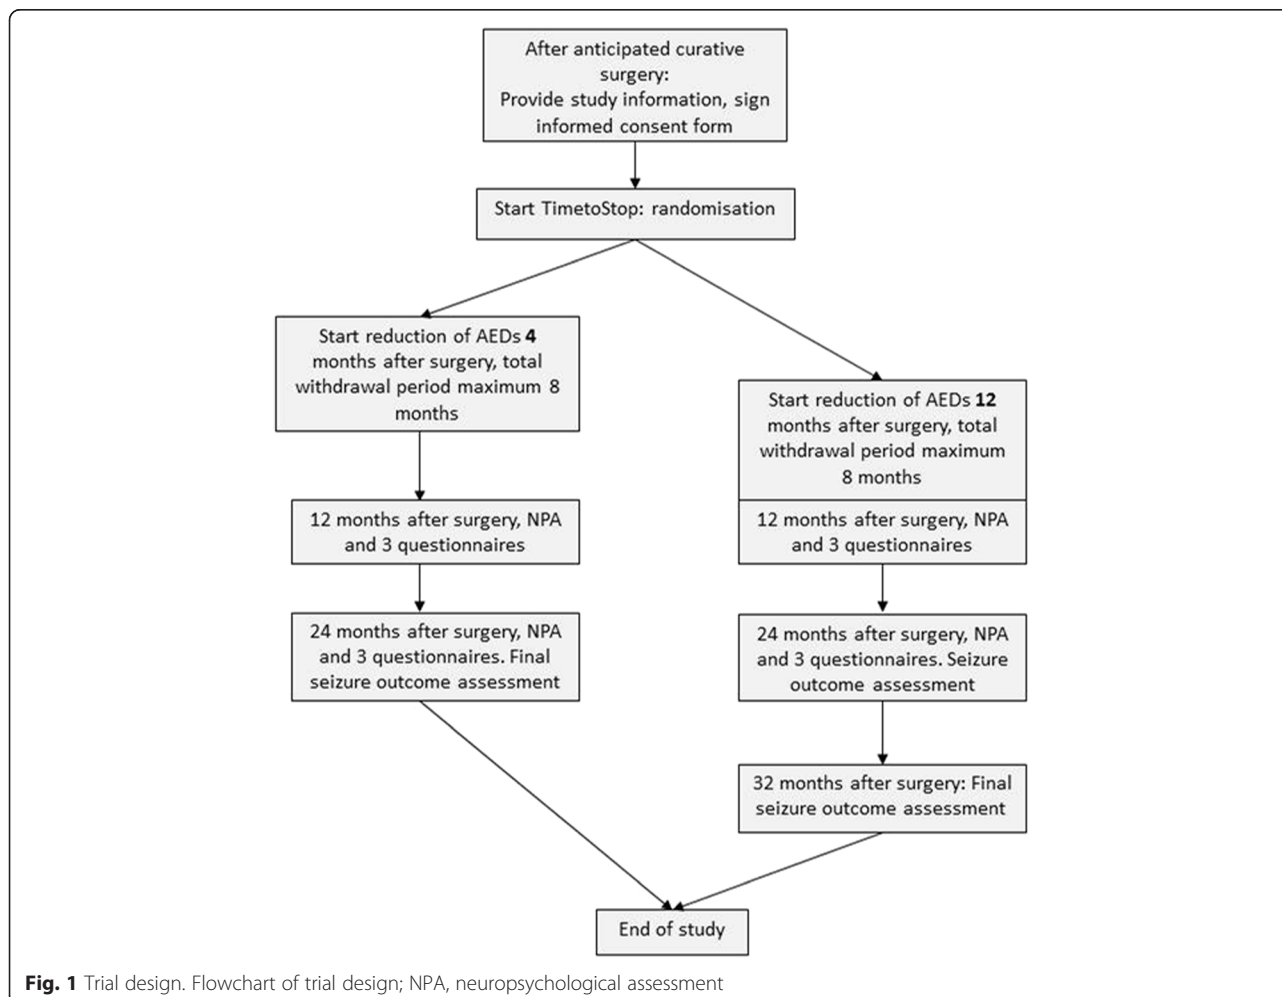 After anticipated curative
surgery:
Provide study information, sign
informed consent form
Start TimetoStop: randomisation
Start reduction of AEDs 4
months after surgery, total
withdrawal period maximum 8
months
Start reduction of AEDs 12
months after surgery, total
withdrawal period maximum
8 months
12 months after surgery, NPA
and 3 questionnaires
12 months after surgery, NPA
and 3 questionnaires
24 months after surgery, NPA
and 3 questionnaires. Final
seizure outcome assessment
24 months after surgery, NPA
and 3 questionnaires. Seizure
outcome assessment
32 months after surgery: Final
seizure outcome assessment
End of study
Fig. 1 Trial design. Flowchart of trial design; NPA, neuropsychological assessment